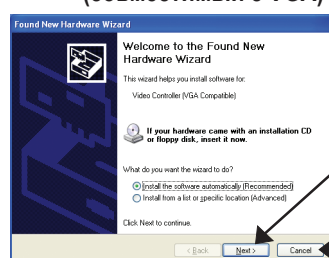 Found New Hardware Wizard
Welcome to the Found New
Hardware Wizard
This wizard helps you install software for:
Video Controller (VGA Compatible)
If your hardware came with an installation CD
or floppy disk, insert it now.
What do you want the wizard to do?
Install the software automatically (Recommended)
Install from a list or specific location (Advanced)
Click Next to continue.
< Back Next > Cancel